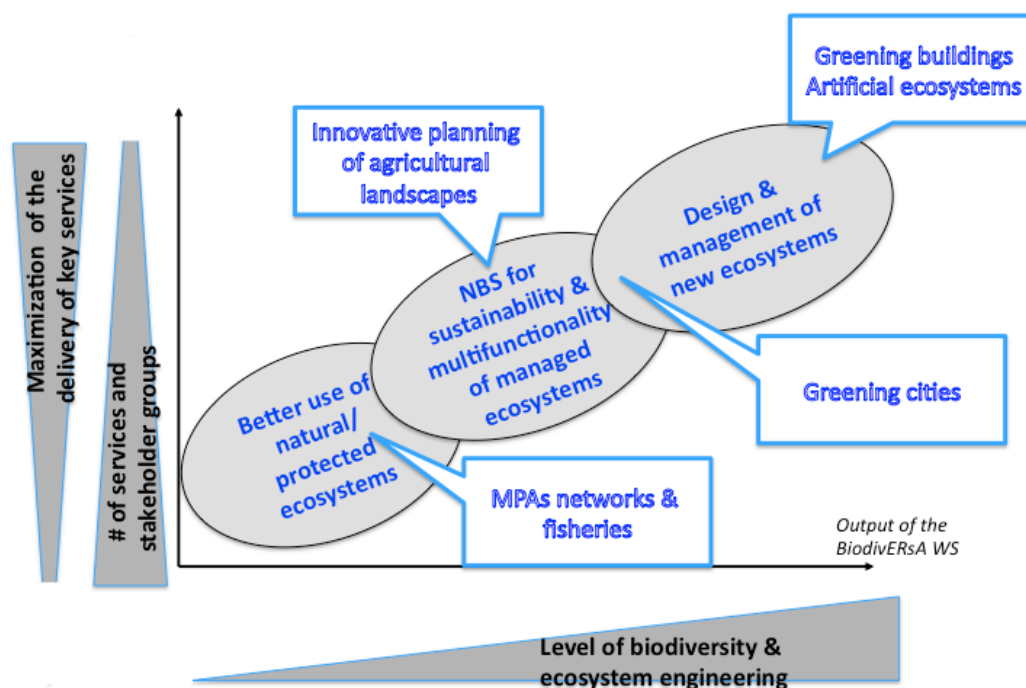 Greening buildings
Artificial ecosystems
Innovative planning
of agricultural
landscapes
Maximization of the
delivery of key services
# of services and
stakeholder groups
Design &
management of
new ecosystems
NBS for
sustainability &
multifunctionality
of managed
ecosystems
Better use of
natural/
protected
ecosystems
Greening cities
MPAs networks &
fisheries
Output of the
BiodivERsA WS
Level of biodiversity &
ecosystem engineering